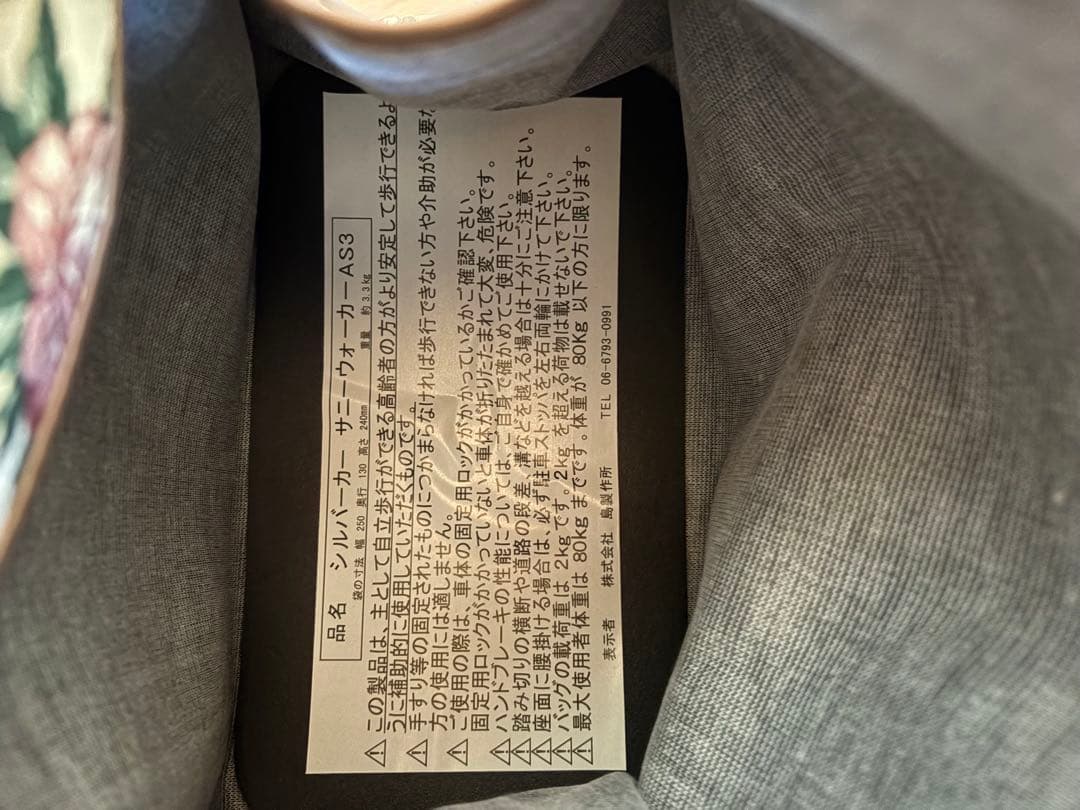 品名 シルバーカー サニーウォーカーAS3
袋の寸法 幅 250 奥行 130 高さ 240mm 重量 約3.3kg
⚠この製品は、主として自立歩行ができる高齢者の方がより安定して歩行できるよ
うに補助的に使用していただくものです。
⚠手すり等の固定されたものにつかまらなければ歩行できない方や介助が必要な
方の使用には適しません。
⚠ご使用の際は、車体の固定用ロックがかかっているかご確認下さい。
固定用ロックがかかっていないと車体が折りたたまれて大変、危険です。
⚠ハンドブレーキの性能については、ご自身で確かめてご使用下さい。
⚠踏み切りの横断や道路の段差、溝などを越える場合は十分にご注意下さい。
⚠座面に腰掛ける場合は、必ず駐車ストッパを左右両輪にかけて下さい。
⚠バッグの載荷重は 2kgです。2kgを超える荷物は載せないで下さい。
⚠最大使用者体重は 80kgまでです。体重が 80Kg 以下の方に限ります。
表示者 株式会社 島製作所 TEL 06-6793-0991